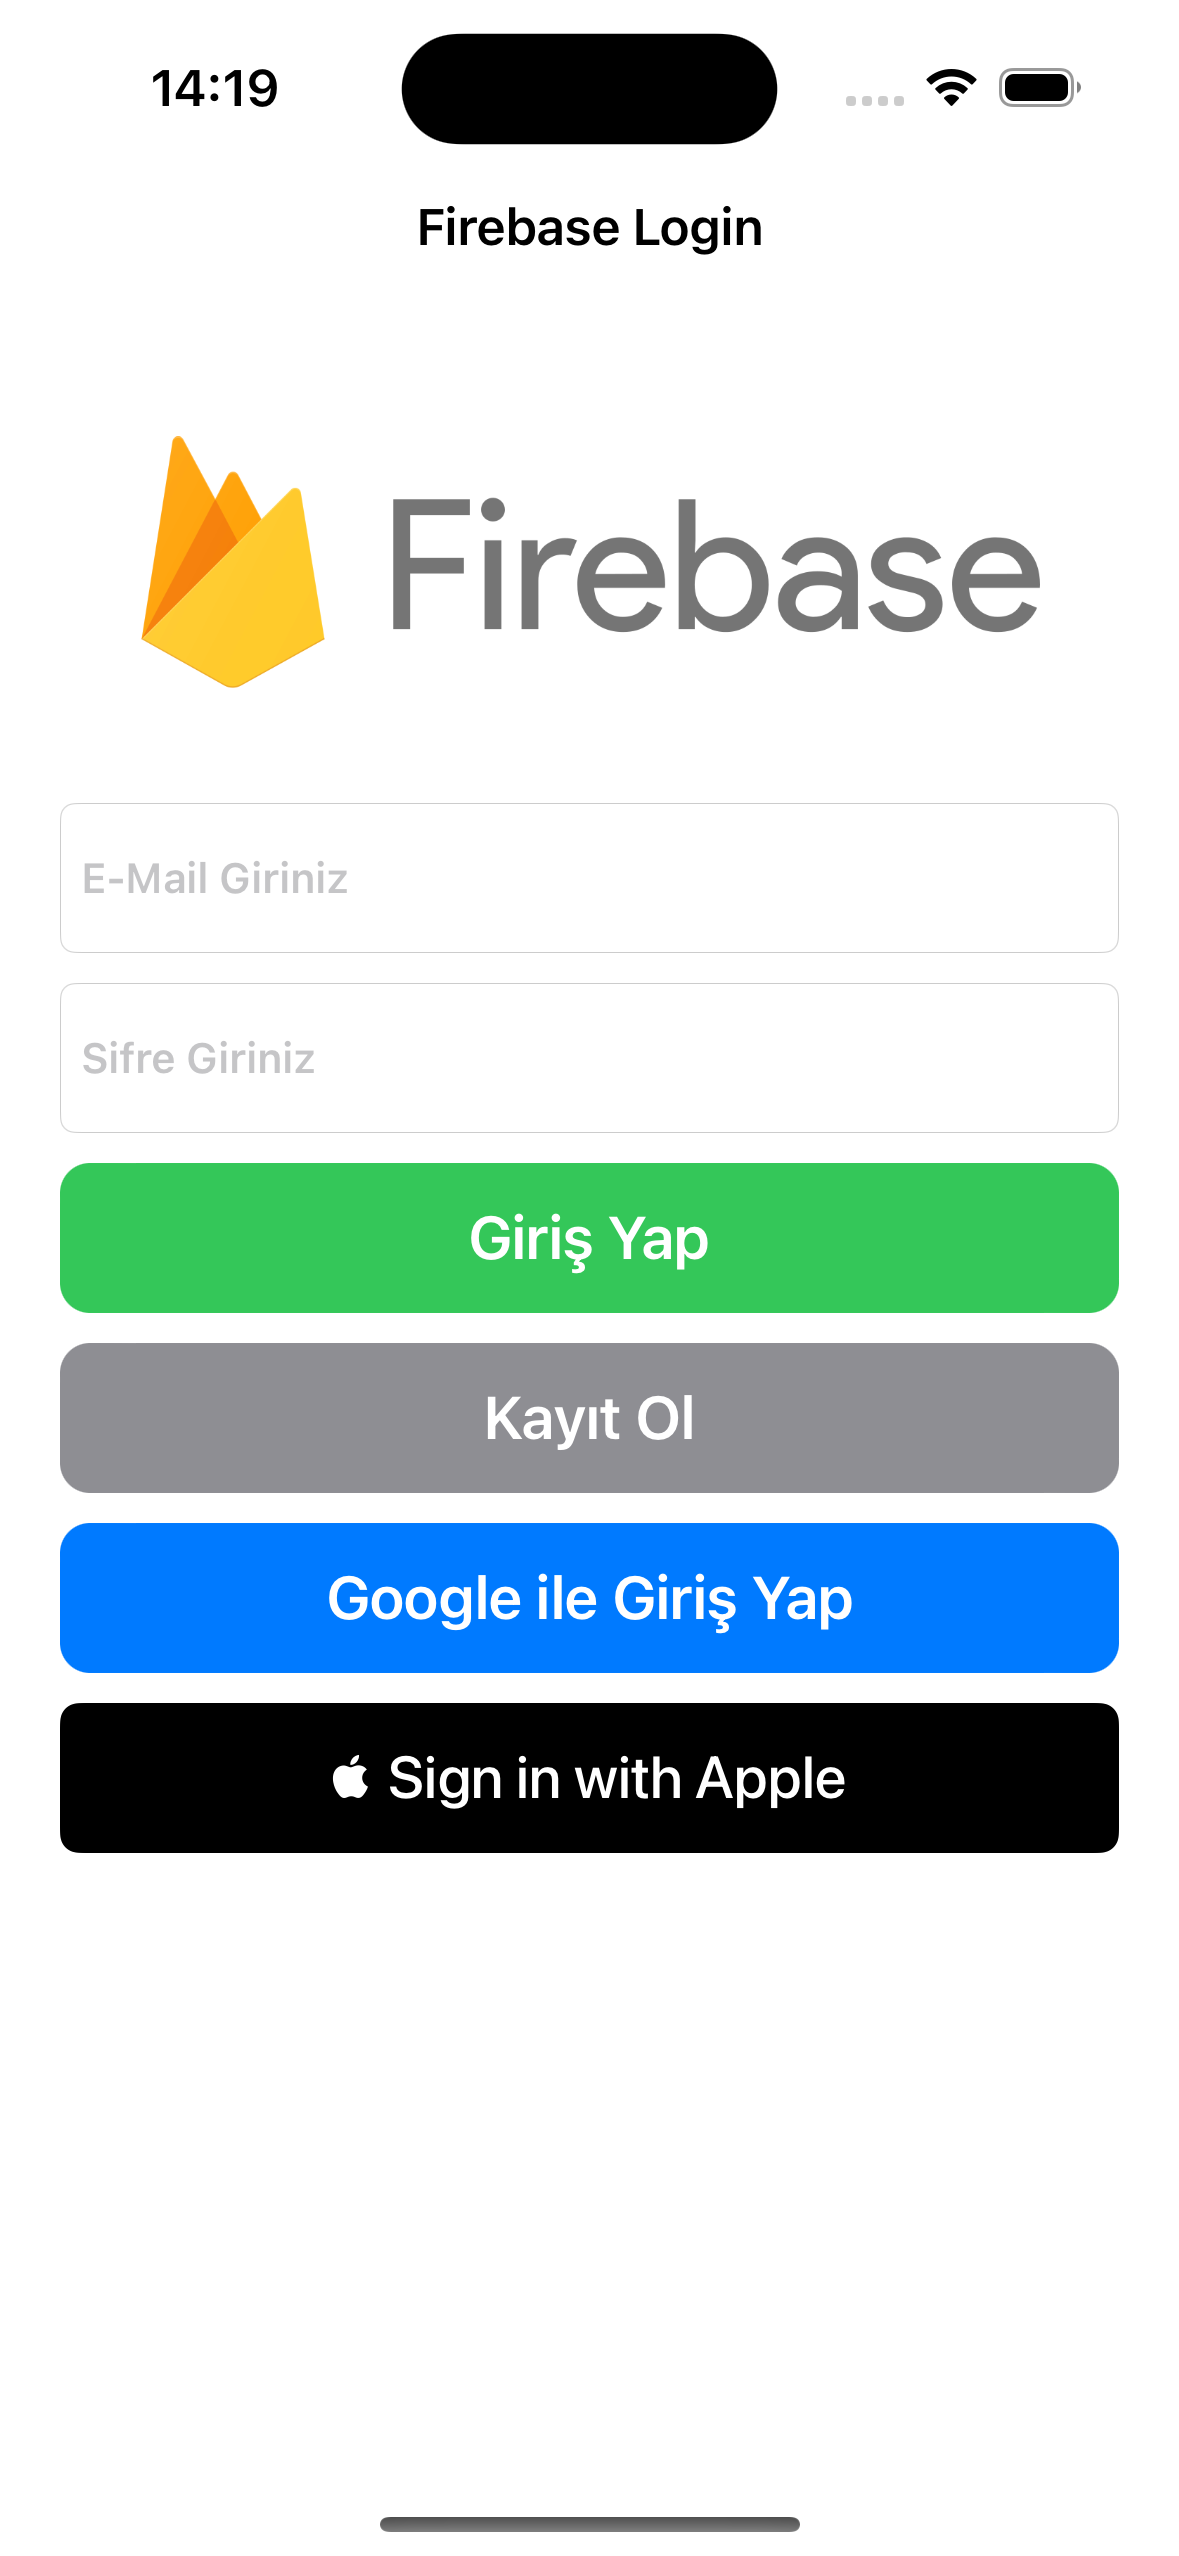 14:19
Firebase Login
Firebase
E-Mail Giriniz
Sifre Giriniz
Giriş Yap
Kayıt Ol
Google ile Giriş Yap
Sign in with Apple